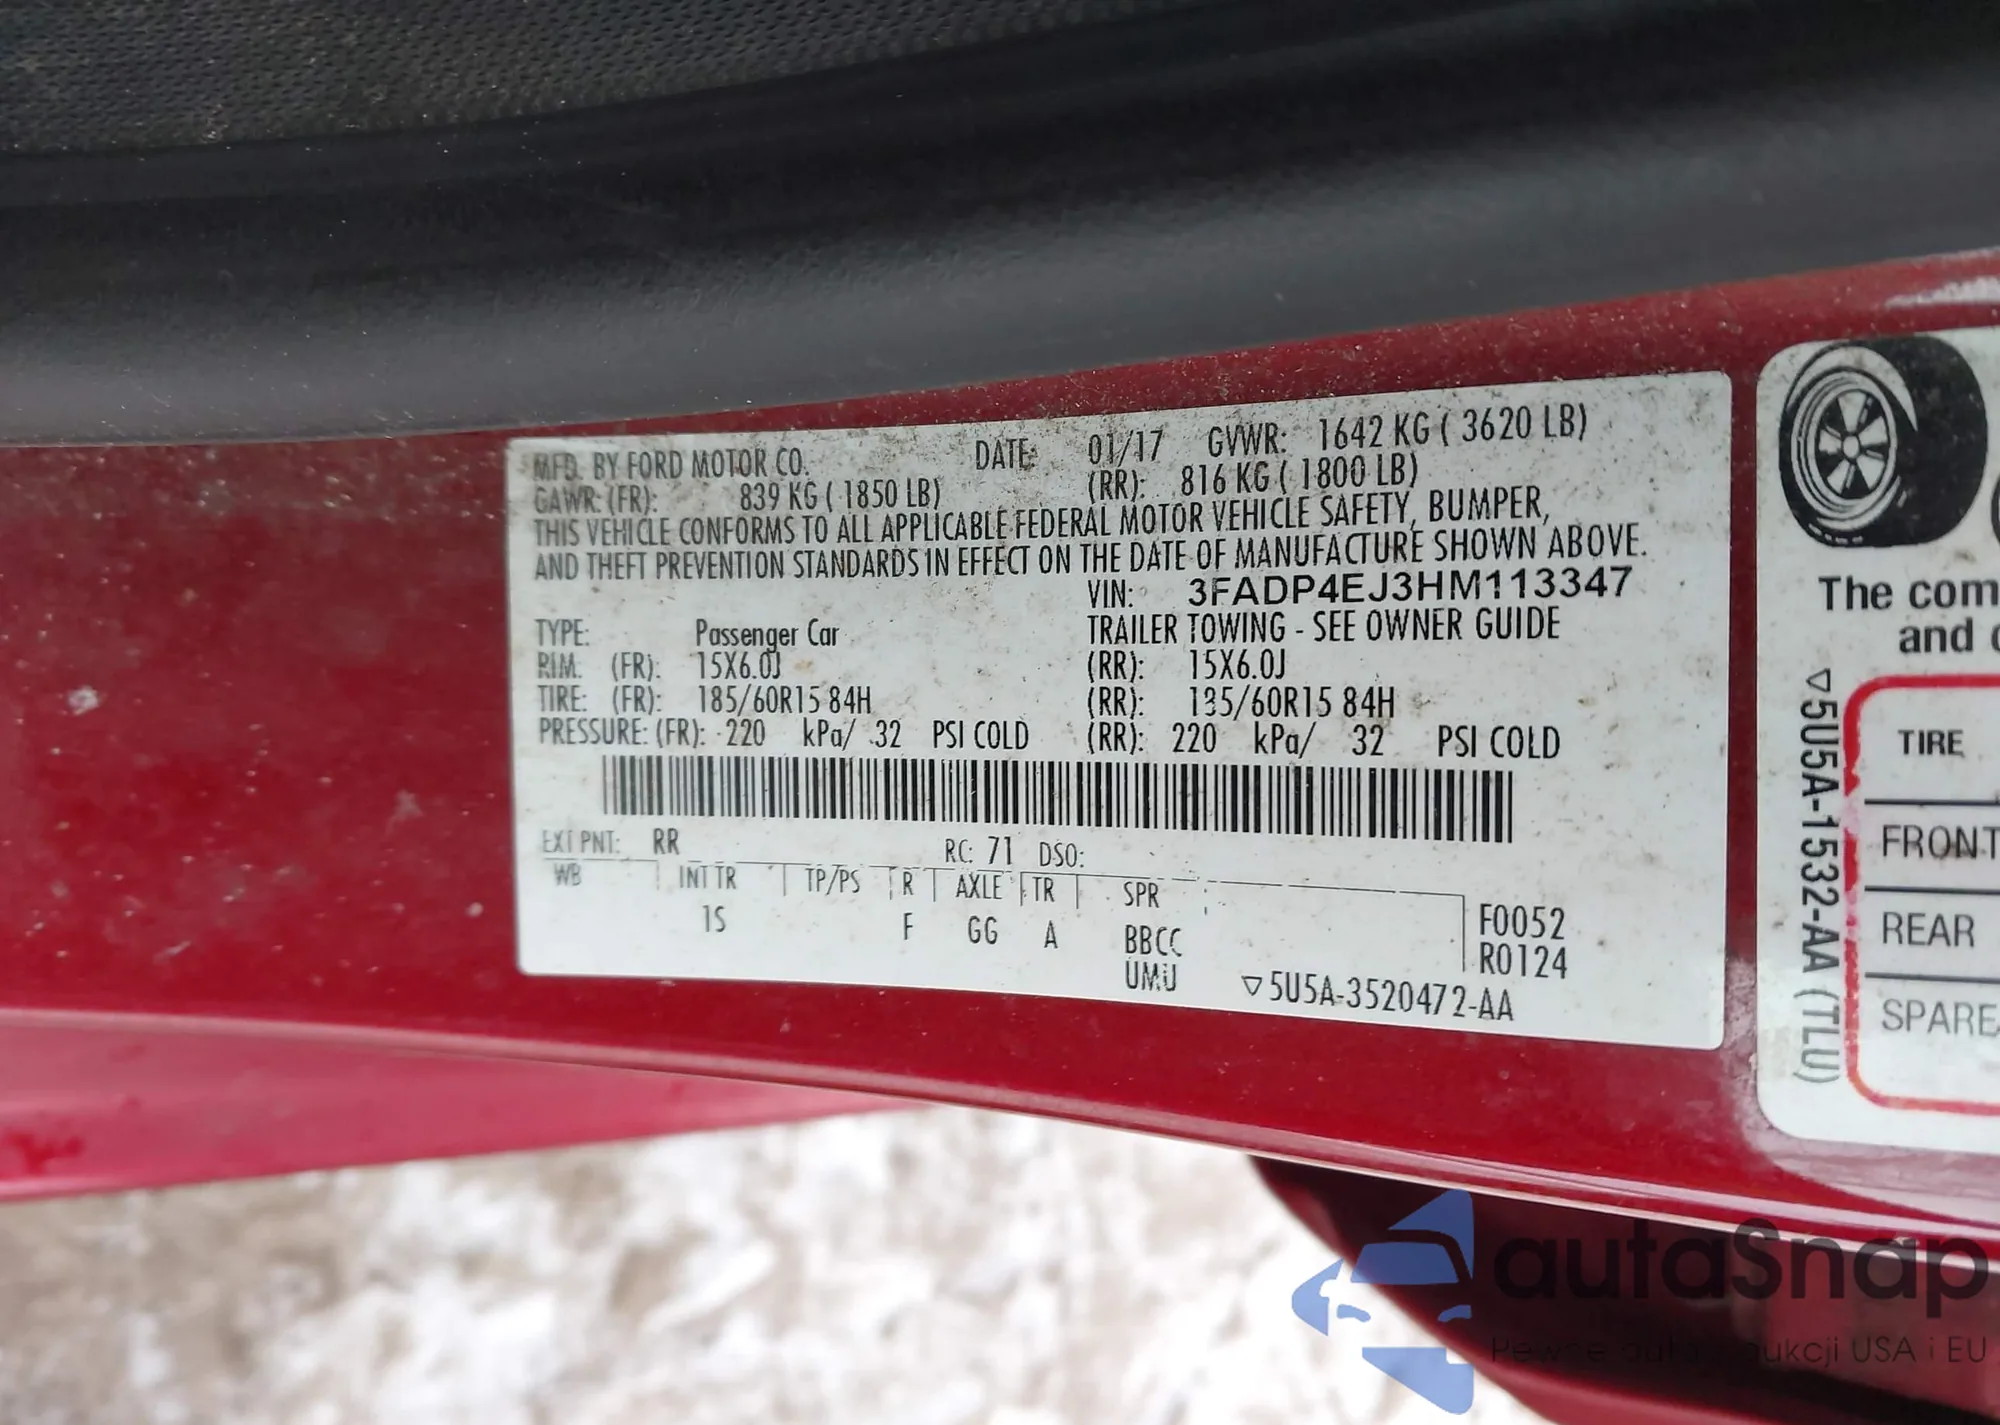 MFD. BY FORD MOTOR CO. DATE: 01/17 GVWR: 1642 KG ( 3620 LB)
GAWR: (FR): 839 KG ( 1850 LB) (RR): 816 KG ( 1800 LB)
THIS VEHICLE CONFORMS TO ALL APPLICABLE FEDERAL MOTOR VEHICLE SAFETY, BUMPER,
AND THEFT PREVENTION STANDARDS IN EFFECT ON THE DATE OF MANUFACTURE SHOWN ABOVE.
VIN: 3FADP4EJ3HM113347
TYPE: Passenger Car TRAILER TOWING - SEE OWNER GUIDE
RIM. (FR): 15X6.0J (RR): 15X6.0J
TIRE: (FR): 185/60R15 84H (RR): 185/60R15 84H
PRESSURE: (FR): 220 kPa/ 32 PSI COLD (RR): 220 kPa/ 32 PSI COLD
EXT PNT: RR RC: 71 DSO:
WB INT TR TP/PS R AXLE TR SPR
1S F GG A BBCC F0052
UMU R0124
▽5U5A-3520472-AA
The com
and
▽5U5A-1532-AA (TLU)
TIRE
FRONT
REAR
SPARE
autaSnap
Pewne auta z aukcji USA i EU